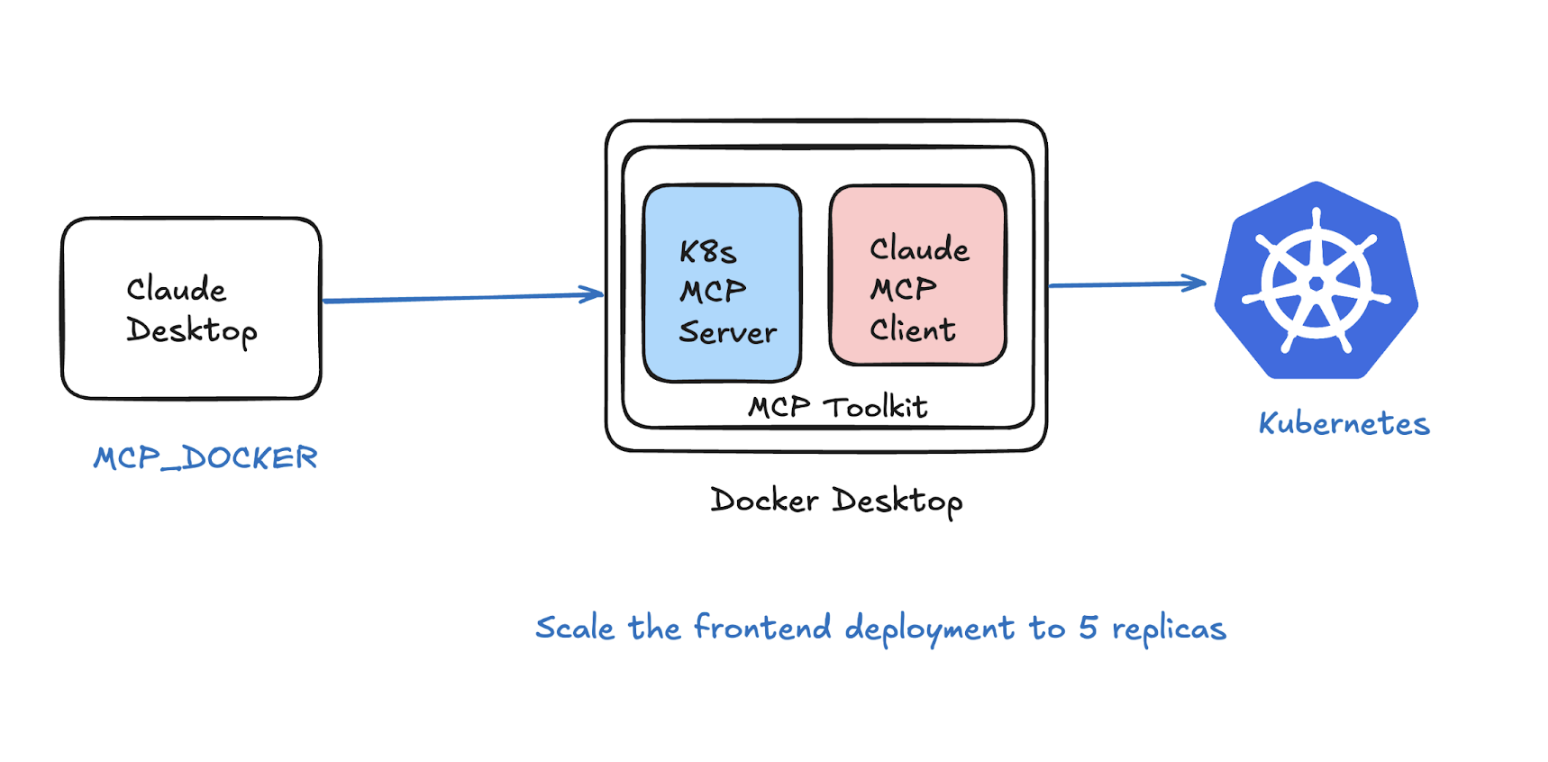 Claude
Desktop
MCP_DOCKER
K8s
MCP
Server
Claude
MCP
Client
MCP Toolkit
Docker Desktop
Kubernetes
Scale the frontend deployment to 5 replicas